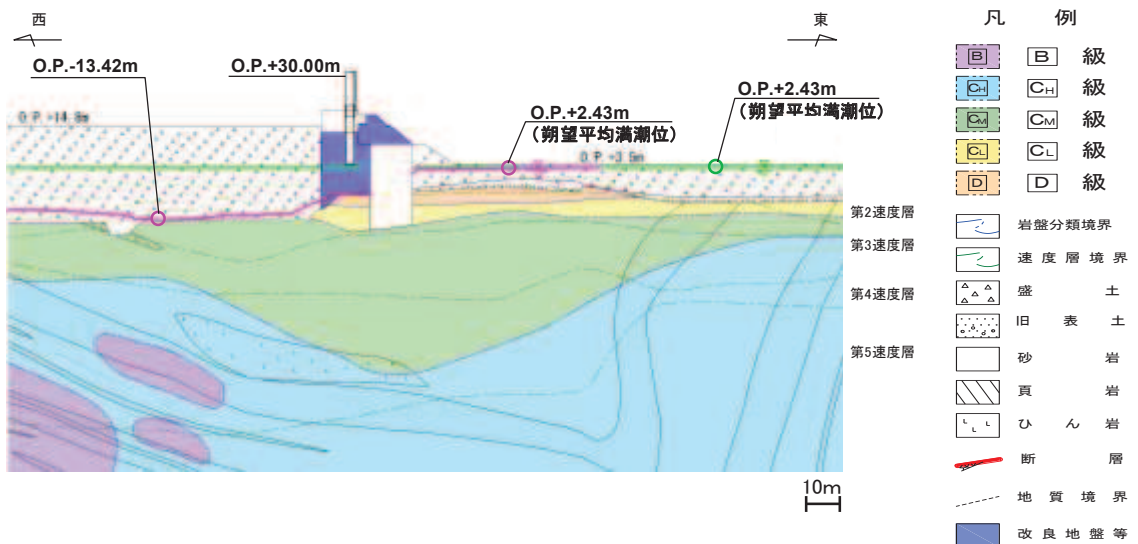 西
東
O.P.-13.42m
O.P.+30.00m
O.P.+2.43m
(朔望平均満潮位)
O.P.+2.43m
(朔望平均満潮位)
O.P.+14.8m
O.P.+3.5m
第2速度層
第3速度層
第4速度層
第5速度層
10m
凡 例
B B 級
CH CH 級
CM CM 級
CL CL 級
D D 級
岩盤分類境界
速度層境界
盛土
旧表土
砂岩
頁岩
ひん岩
断層
地質境界
改良地盤等